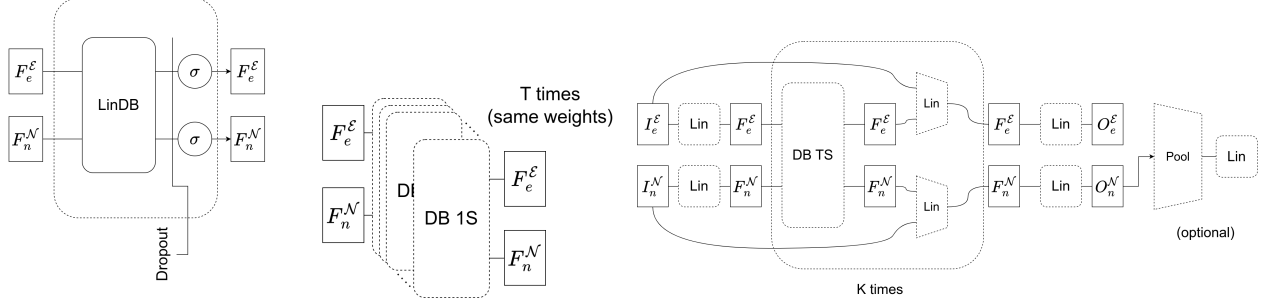 F_e^ℰ
LinDB
σ
F_e^ℰ
F_n^𝒩
σ
F_n^𝒩
Dropout
T times
(same weights)
F_e^ℰ
F_n^𝒩
DB 1S
F_e^ℰ
F_n^𝒩
I_e^ℰ
Lin
F_e^ℰ
DB TS
F_e^ℰ
Lin
F_e^ℰ
Lin
O_e^ℰ
I_n^𝒩
Lin
F_n^𝒩
F_n^𝒩
Lin
F_n^𝒩
Lin
O_n^𝒩
Pool
Lin
(optional)
K times